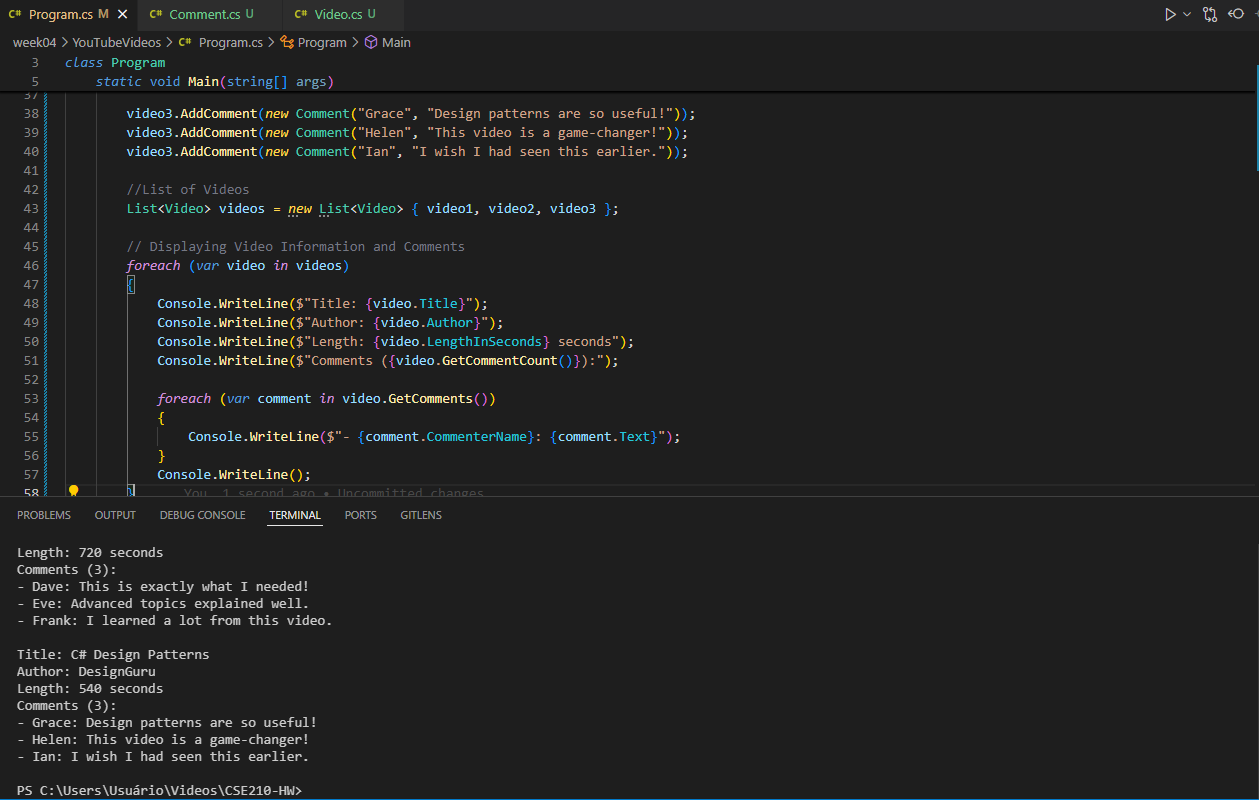 C# Program.cs M
C# Comment.cs U
C# Video.cs U
week04 > YouTubeVideos > C# Program.cs > Program > Main
3 class Program
5 static void Main(string[] args)
37
38 video3.AddComment(new Comment("Grace", "Design patterns are so useful!"));
39 video3.AddComment(new Comment("Helen", "This video is a game-changer!"));
40 video3.AddComment(new Comment("Ian", "I wish I had seen this earlier."));
41
42 //List of Videos
43 List<Video> videos = new List<Video> { video1, video2, video3 };
44
45 // Displaying Video Information and Comments
46 foreach (var video in videos)
47 {
48 Console.WriteLine($"Title: {video.Title}");
49 Console.WriteLine($"Author: {video.Author}");
50 Console.WriteLine($"Length: {video.LengthInSeconds} seconds");
51 Console.WriteLine($"Comments ({video.GetCommentCount()}):");
52
53 foreach (var comment in video.GetComments())
54 {
55 Console.WriteLine($"- {comment.CommenterName}: {comment.Text}");
56 }
57 Console.WriteLine();
58 } You, 1 second ago • Uncommitted changes
PROBLEMS OUTPUT DEBUG CONSOLE TERMINAL PORTS GITLENS
Length: 720 seconds
Comments (3):
- Dave: This is exactly what I needed!
- Eve: Advanced topics explained well.
- Frank: I learned a lot from this video.
Title: C# Design Patterns
Author: DesignGuru
Length: 540 seconds
Comments (3):
- Grace: Design patterns are so useful!
- Helen: This video is a game-changer!
- Ian: I wish I had seen this earlier.
PS C:\Users\Usuário\Videos\CSE210-HW>